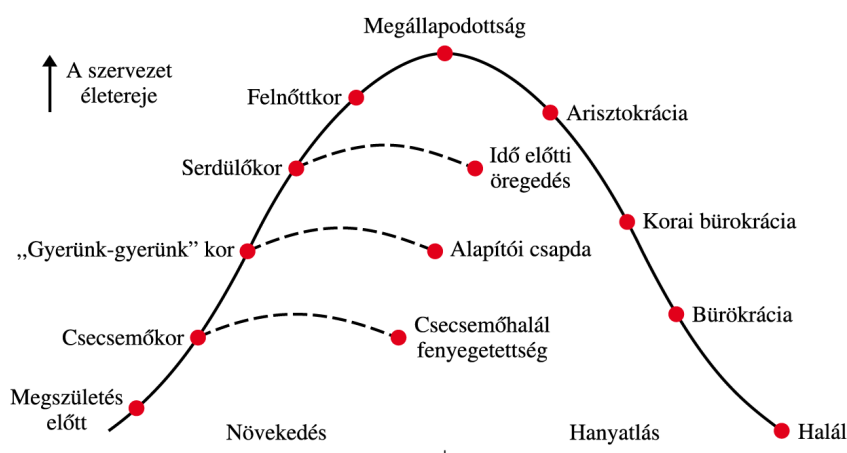 Megállapodottság
A szervezet
életereje
Felnőttkor
Arisztokrácia
Serdülőkor
Idő előtti
öregedés
Korai bürokrácia
,,Gyerünk-gyerünk” kor
Alapítói csapda
Bürökrácia
Csecsemőkor
Csecsemőhalál
fenyegetettség
Megszületés
előtt
Növekedés
Hanyatlás
Halál